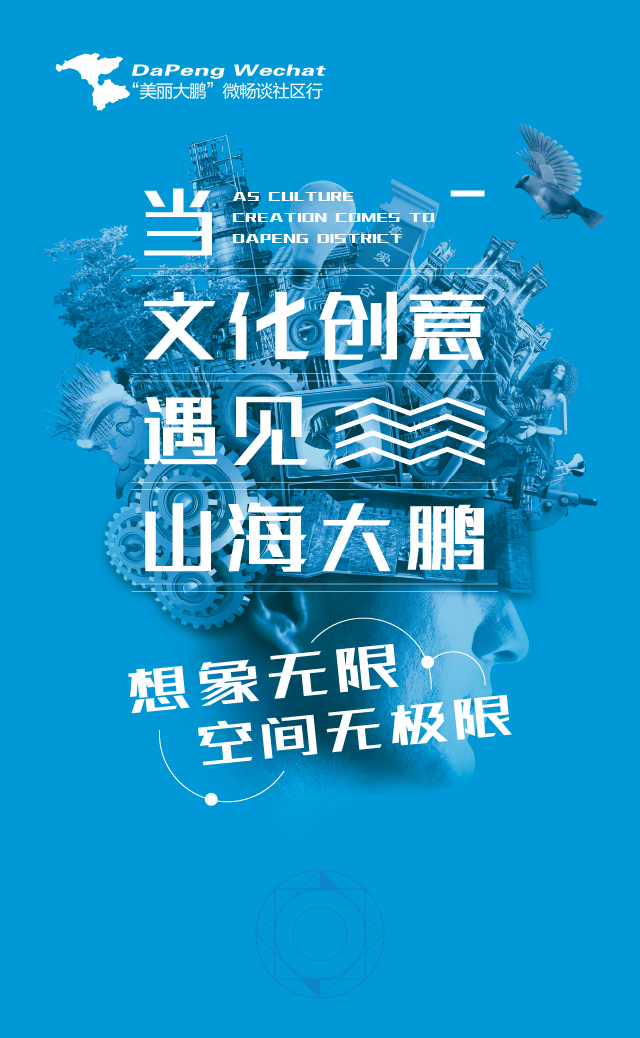 DaPeng Wechat
“美丽大鹏”微畅谈社区行
当
AS CULTURE
CREATION COMES TO
DAPENG DISTRICT
文化创意
遇见
山海大鹏
想象无限
空间无极限